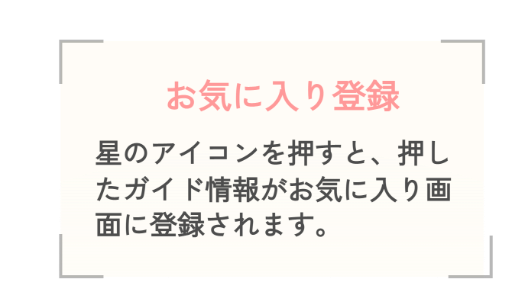 お気に入り登録
星のアイコンを押すと、押し
たガイド情報がお気に入り画
面に登録されます。